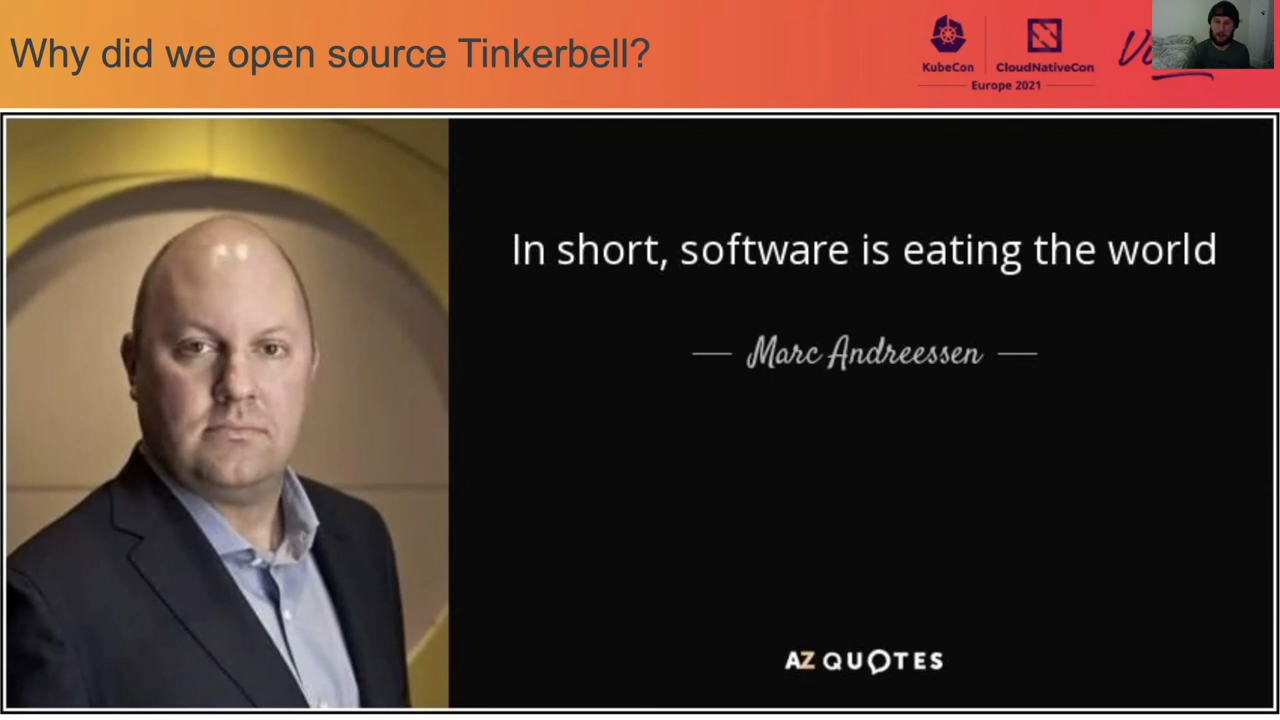 Why did we open source Tinkerbell?
KubeCon
CloudNativeCon
Europe 2021
In short, software is eating the world
Marc Andreessen
AZ QUOTES